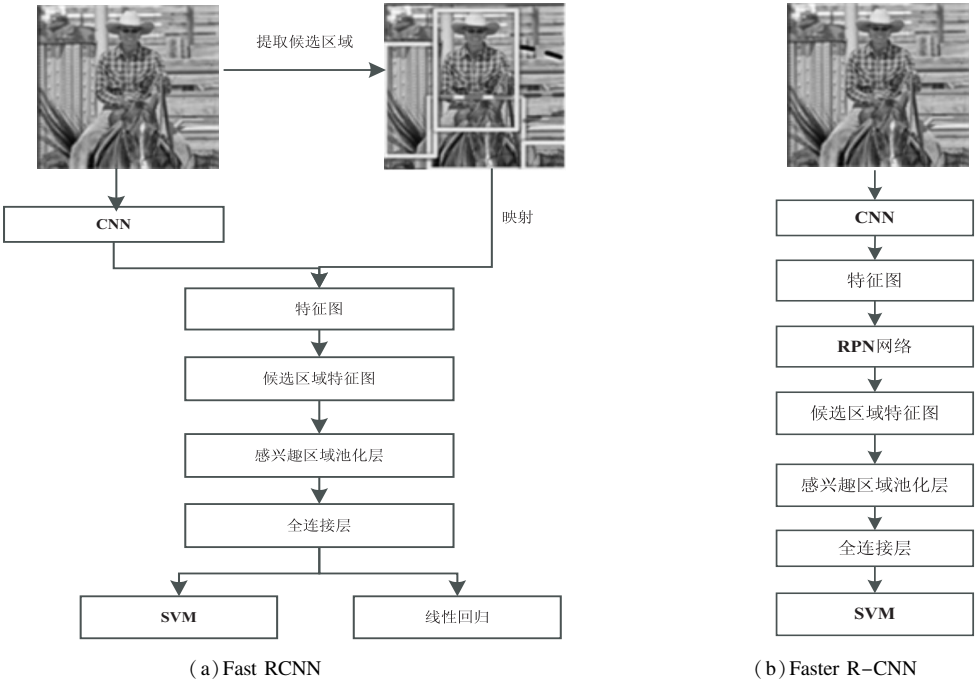 提取候选区域
CNN
映射
特征图
候选区域特征图
感兴趣区域池化层
全连接层
SVM
线性回归
(a)Fast RCNN
CNN
特征图
RPN网络
候选区域特征图
感兴趣区域池化层
全连接层
SVM
(b)Faster R-CNN